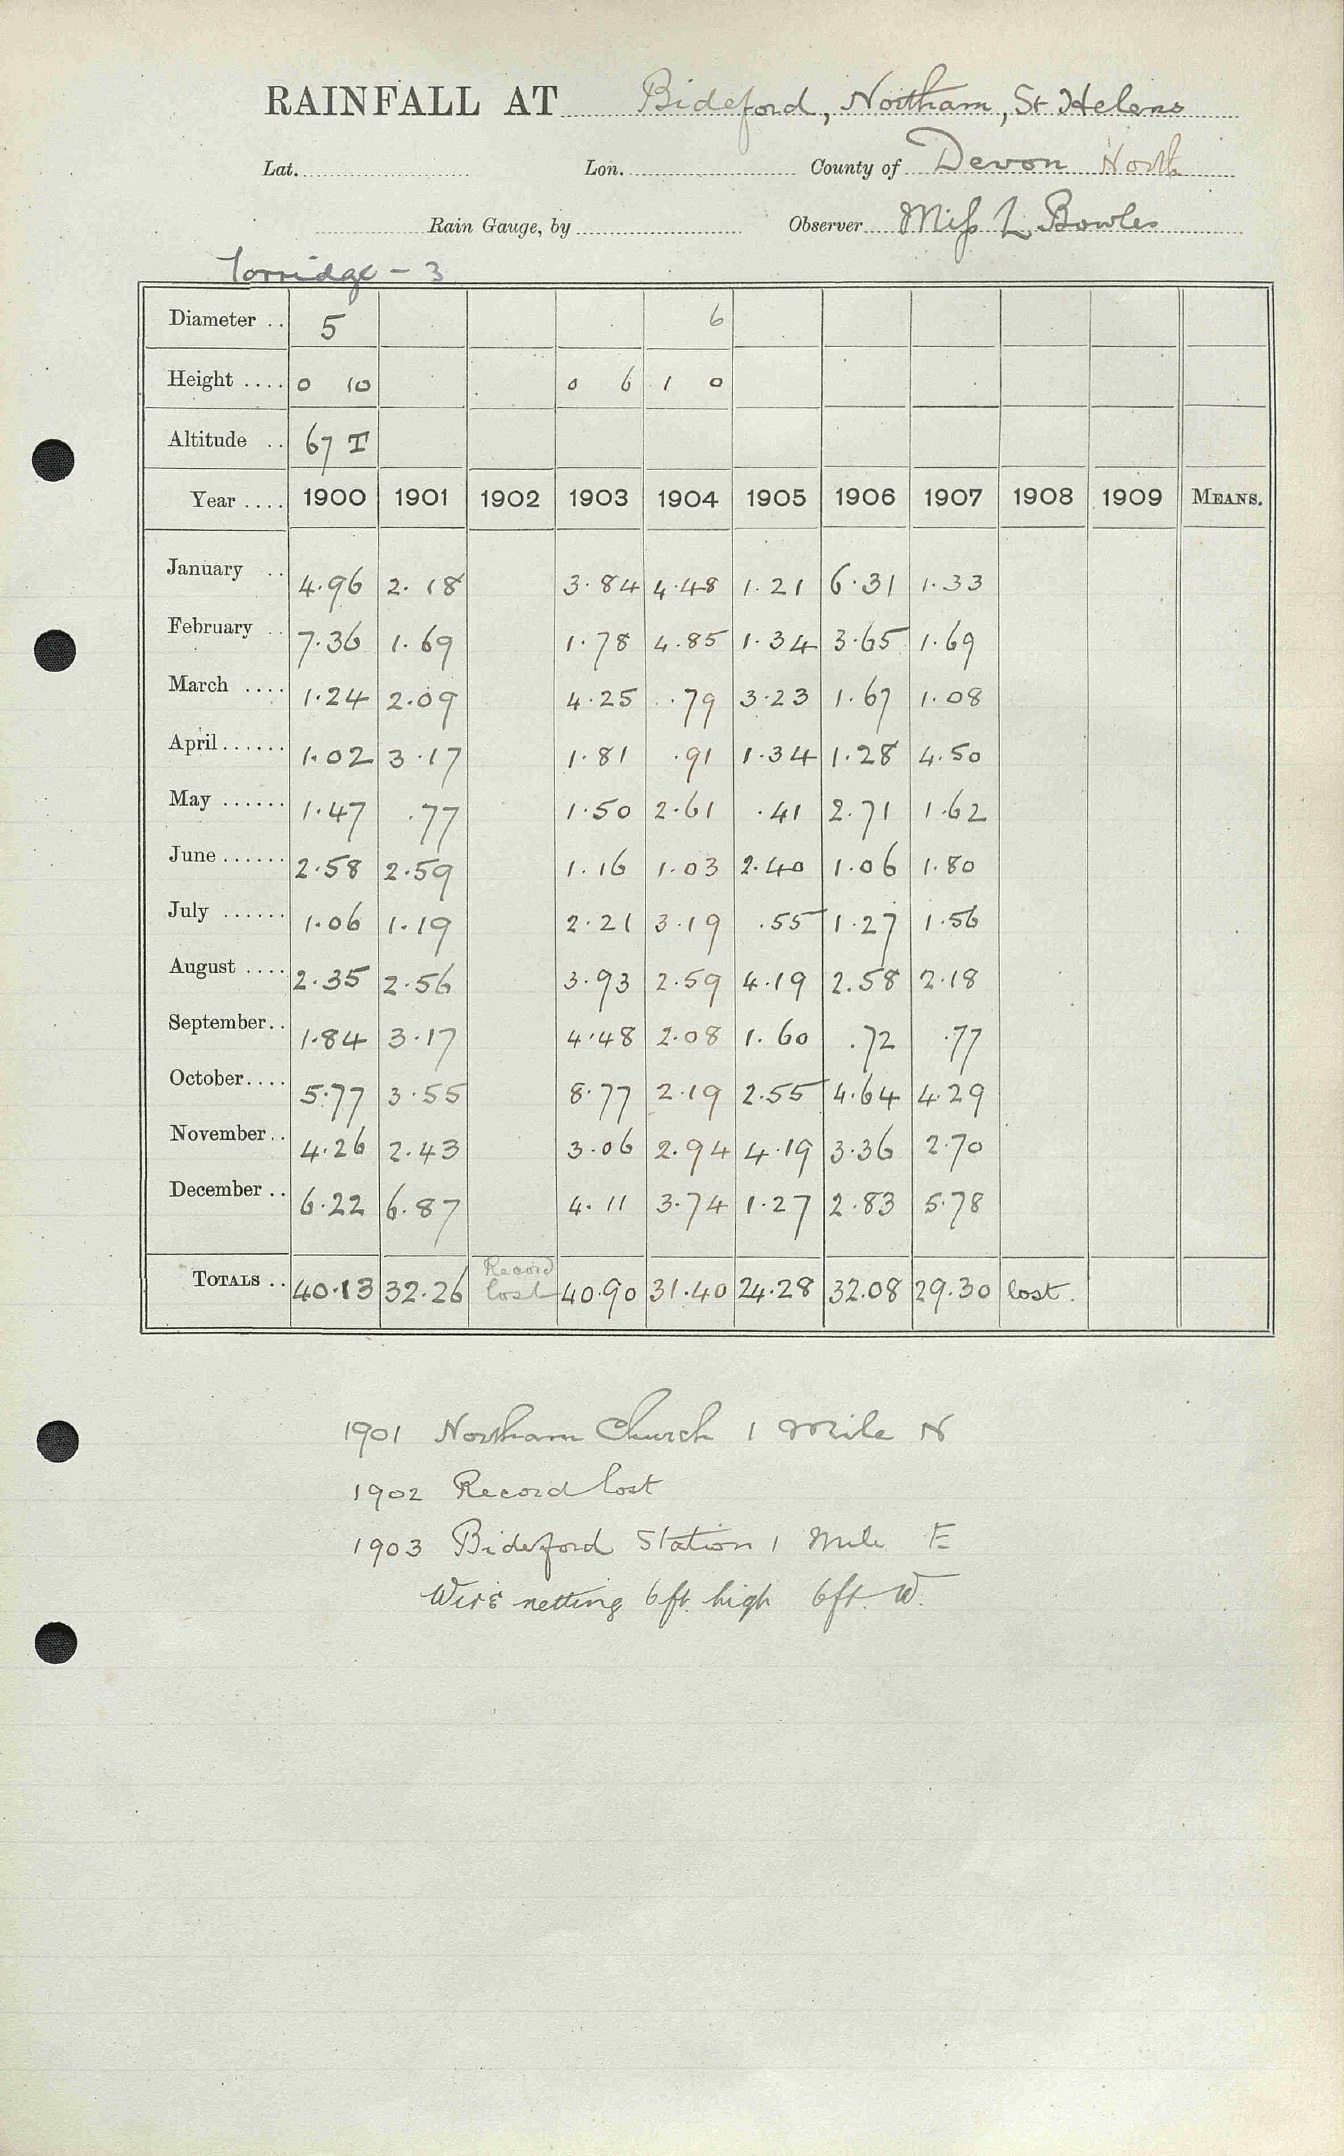 RAINFALL AT Bideford, Northam, St Helens
Lat. Lon. County of Devon North
Rain Gauge, by Observer Miss L Bowles
Torridge - 3
Diameter .. 5 6
Height .... 0 10 0 6 1 0
Altitude .. 67 T
Year .... 1900 1901 1902 1903 1904 1905 1906 1907 1908 1909 MEANS.
January .. 4.96 2.18 3.84 4.48 1.21 6.31 1.33
February .. 7.36 1.69 1.78 4.85 1.34 3.65 1.69
March .... 1.24 2.09 4.25 .79 3.23 1.67 1.08
April ...... 1.02 3.17 1.81 .91 1.34 1.28 4.50
May ...... 1.47 .77 1.50 2.61 .41 2.71 1.62
June ...... 2.58 2.59 1.16 1.03 2.40 1.06 1.80
July ...... 1.06 1.19 2.21 3.19 .55 1.27 1.56
August .... 2.35 2.56 3.93 2.59 4.19 2.58 2.18
September.. 1.84 3.17 4.48 2.08 1.60 .72 .77
October.... 5.77 3.55 8.77 2.19 2.55 4.64 4.29
November.. 4.26 2.43 3.06 2.94 4.19 3.36 2.70
December .. 6.22 6.87 4.11 3.74 1.27 2.83 5.78
TOTALS .. 40.13 32.26 Record lost 40.90 31.40 24.28 32.08 29.30 lost.
1901 Northam Church 1 Mile N
1902 Record lost
1903 Bideford Station 1 Mile E
Wire netting 6ft. high 6ft. W.